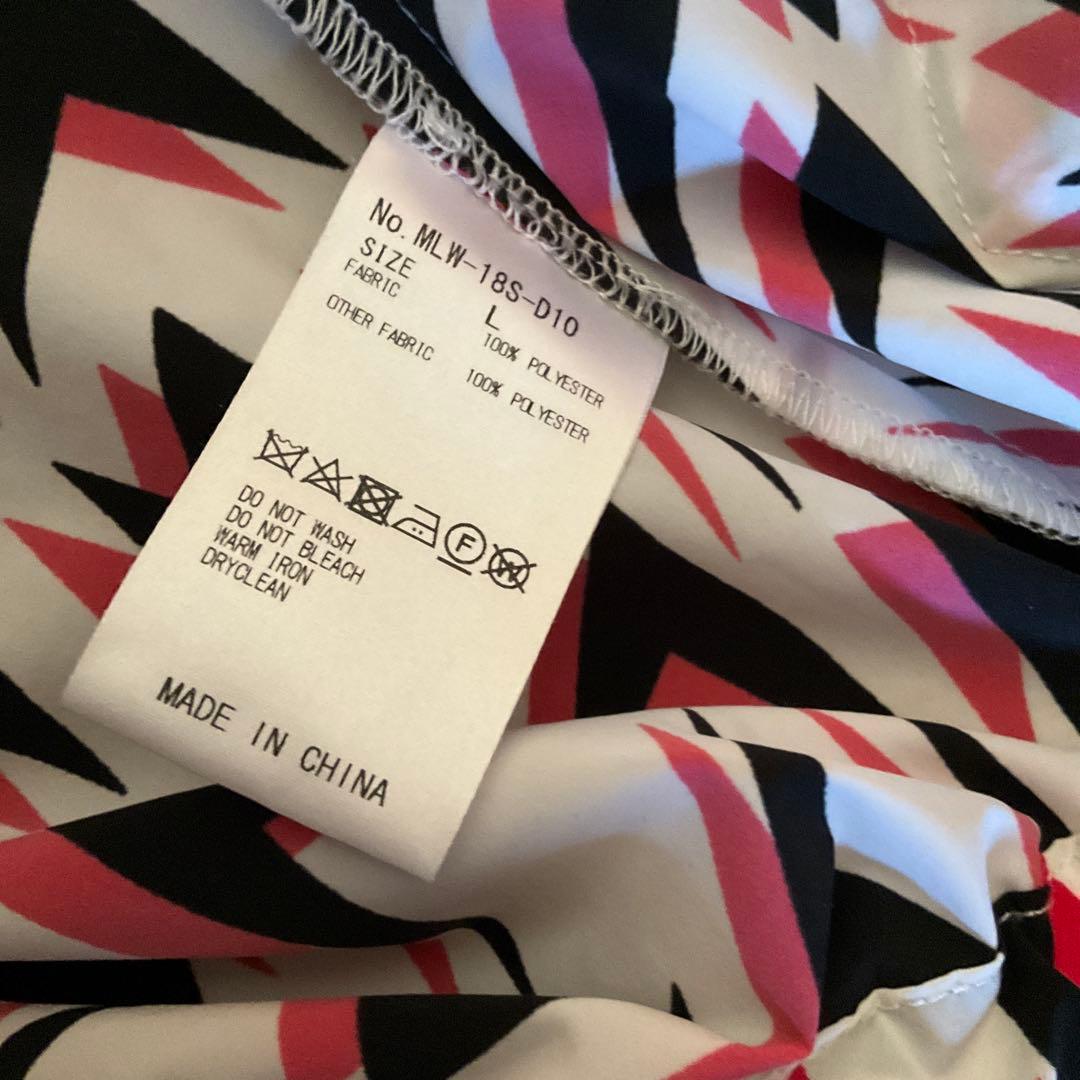 No. MLW-18S-D10
SIZE L
FABRIC 100% POLYESTER
OTHER FABRIC 100% POLYESTER
F W
DO NOT WASH
DO NOT BLEACH
WARM IRON
DRYCLEAN
MADE IN CHINA